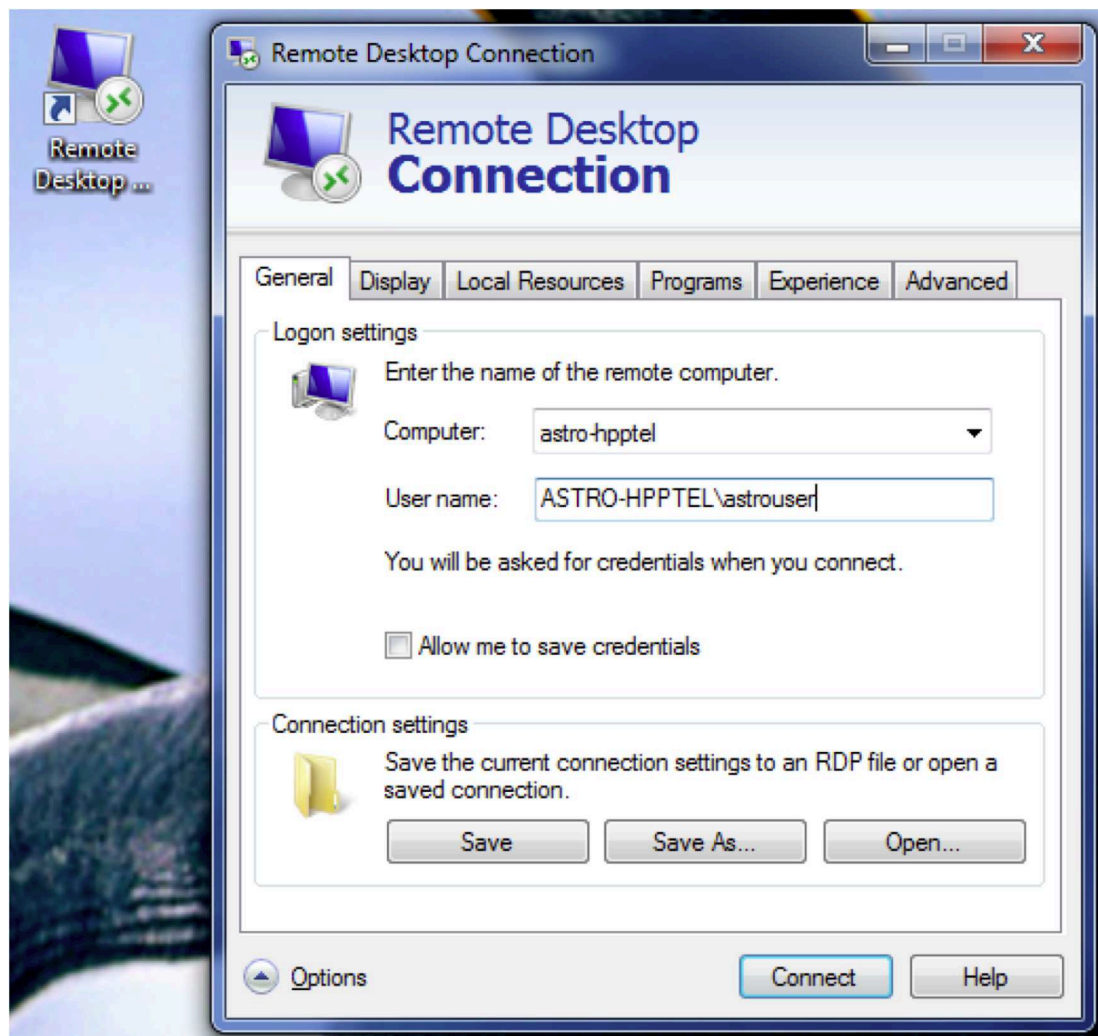 Remote
Desktop ...
Remote Desktop Connection
Remote Desktop
Connection
General Display Local Resources Programs Experience Advanced
Logon settings
Enter the name of the remote computer.
Computer: astro-hpptel
User name: ASTRO-HPPTEL\astrouser
You will be asked for credentials when you connect.
Allow me to save credentials
Connection settings
Save the current connection settings to an RDP file or open a
saved connection.
Save Save As... Open...
Options Connect Help